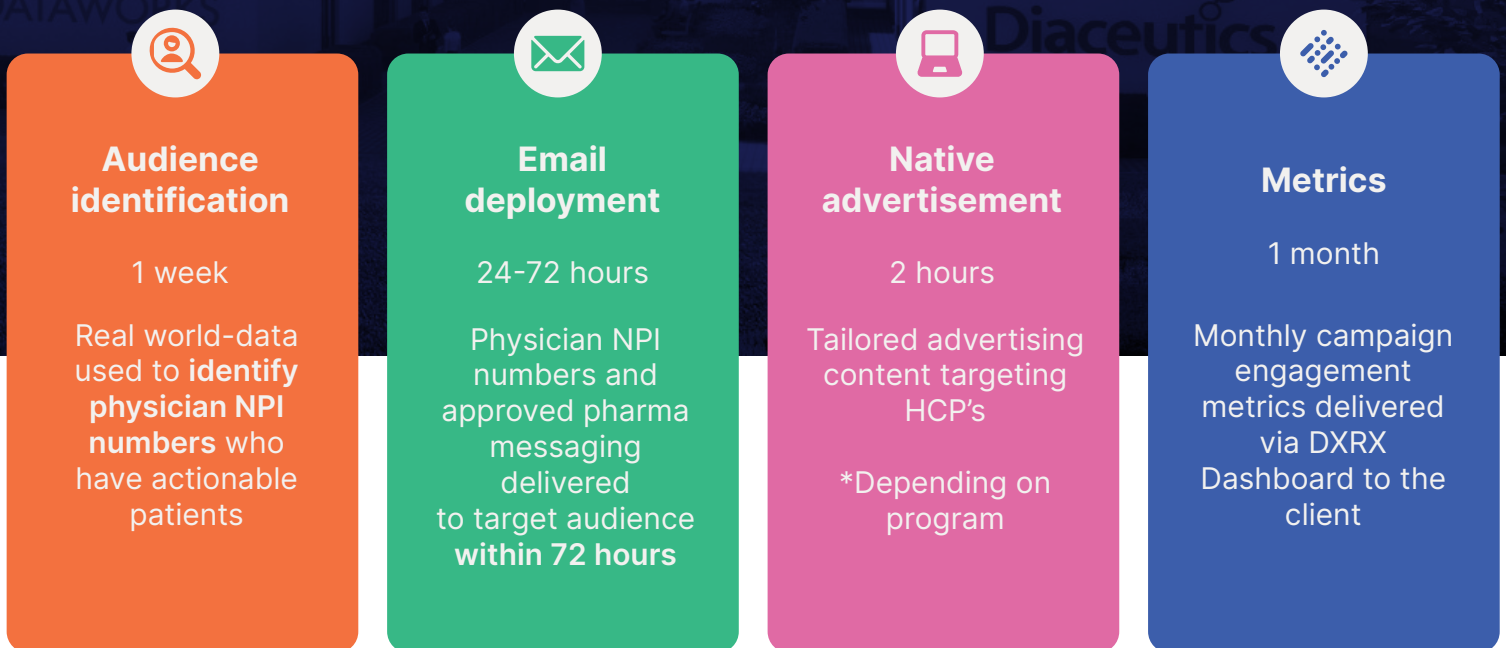 DATAWORKS
Diaceutics
Audience
identification
1 week
Real world-data
used to identify
physician NPI
numbers who
have actionable
patients
Email
deployment
24-72 hours
Physician NPI
numbers and
approved pharma
messaging
delivered
to target audience
within 72 hours
Native
advertisement
2 hours
Tailored advertising
content targeting
HCP’s
*Depending on
program
Metrics
1 month
Monthly campaign
engagement
metrics delivered
via DXRX
Dashboard to the
client